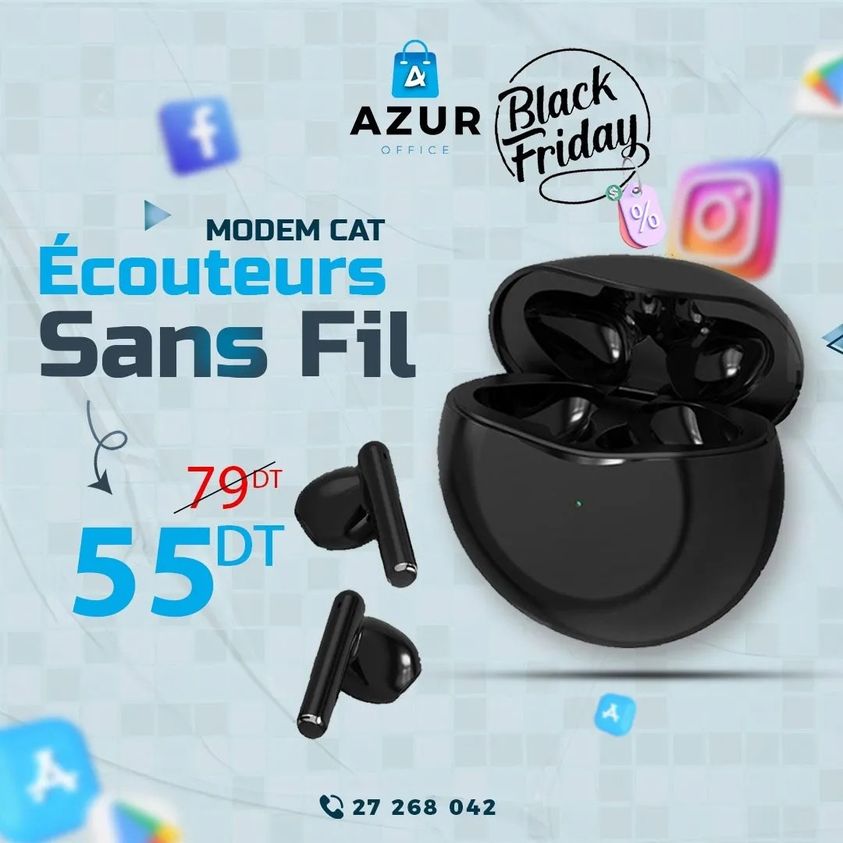 AZUR
OFFICE
Black
Friday
$
%
MODEM CAT
Écouteurs
Sans Fil
79DT
55DT
27 268 042